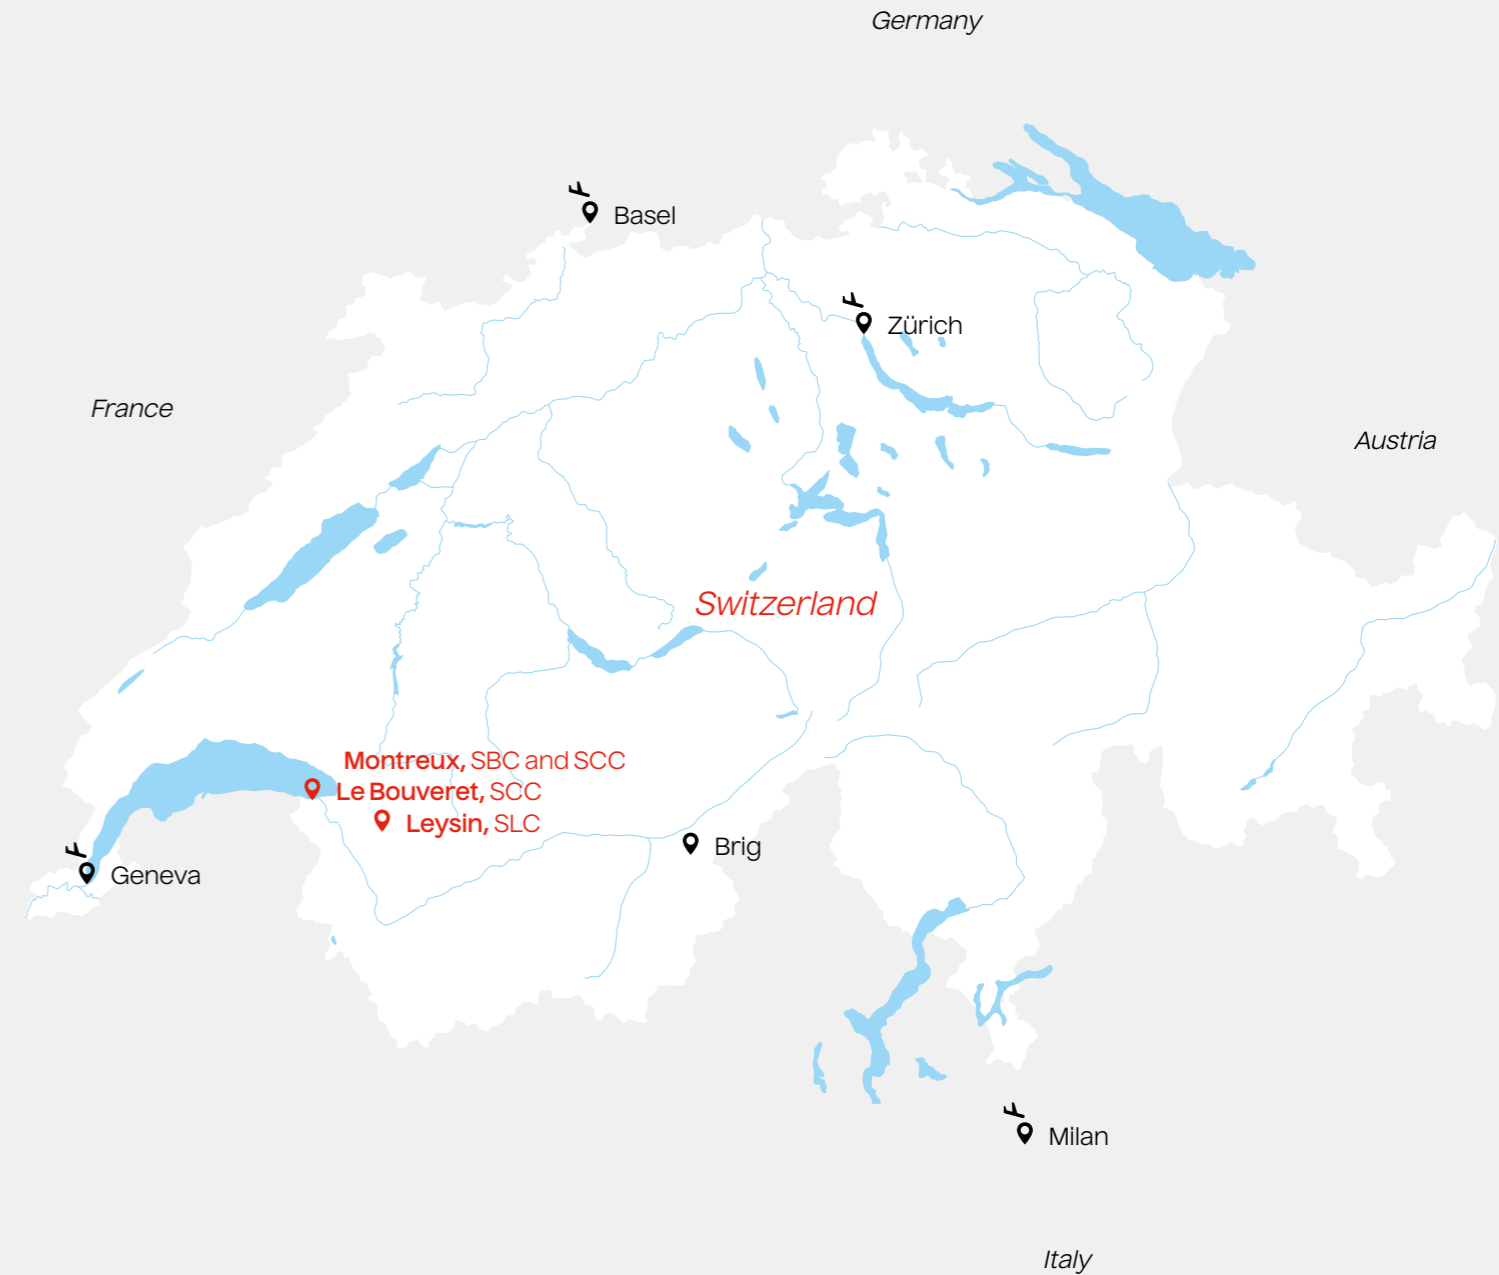 Germany
Basel
Zürich
France
Austria
Switzerland
Montreux, SBC and SCC
Le Bouveret, SCC
Leysin, SLC
Brig
Geneva
Milan
Italy